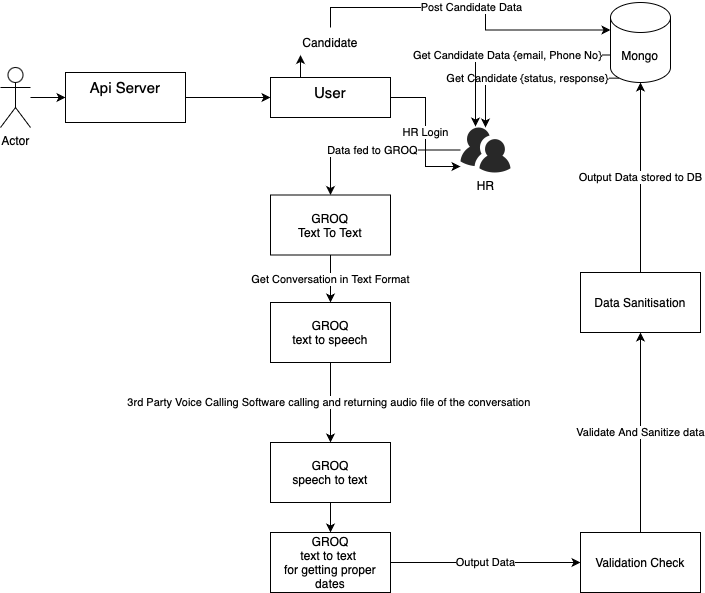 Post Candidate Data
Candidate
Mongo
Get Candidate Data {email, Phone No}
Get Candidate {status, response}
Api Server
User
Actor
HR Login
Data fed to GROQ
HR
Output Data stored to DB
GROQ
Text To Text
Get Conversation in Text Format
Data Sanitisation
GROQ
text to speech
3rd Party Voice Calling Software calling and returning audio file of the conversation
Validate And Sanitize data
GROQ
speech to text
GROQ
text to text
for getting proper
dates
Output Data
Validation Check